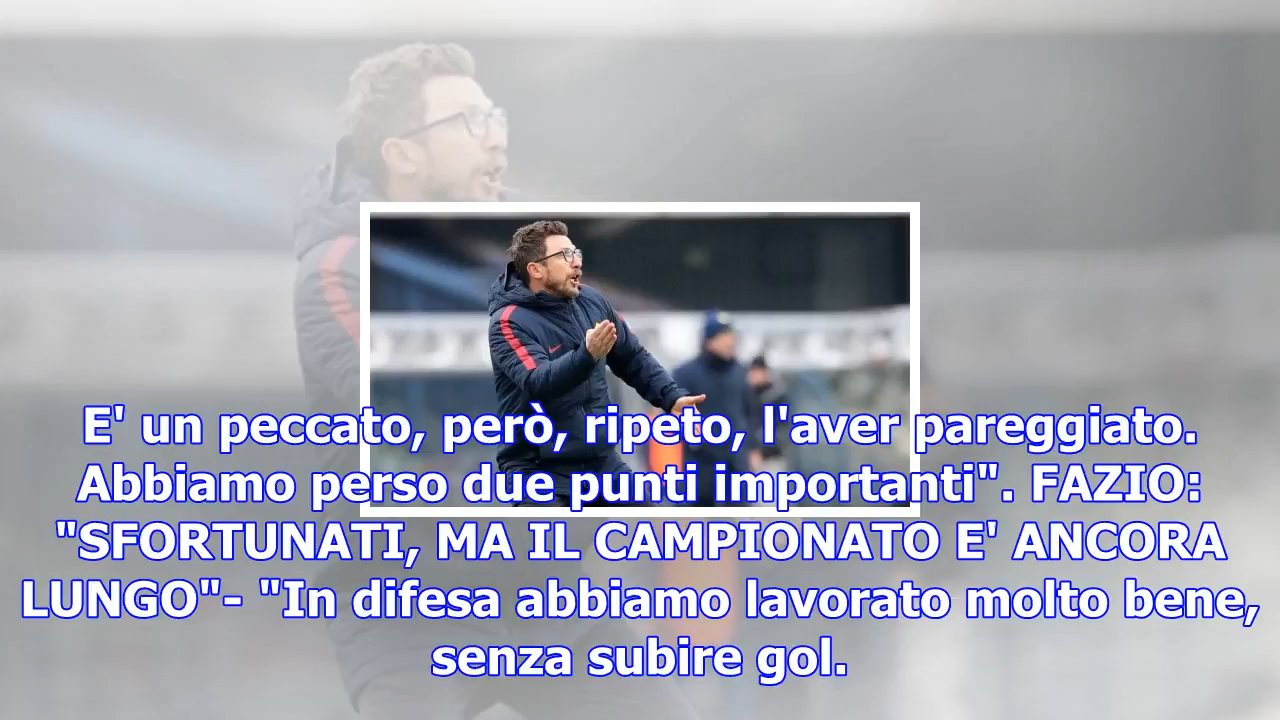 E' un peccato, però, ripeto, l'aver pareggiato.
Abbiamo perso due punti importanti". FAZIO:
"SFORTUNATI, MA IL CAMPIONATO E' ANCORA
LUNGO"- "In difesa abbiamo lavorato molto bene,
senza subire gol.